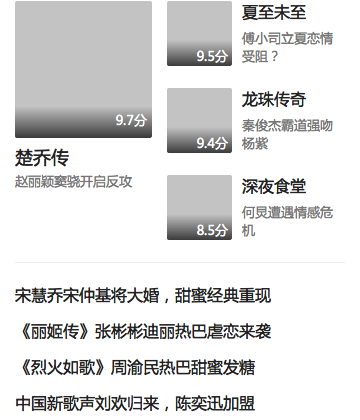 9.7分
楚乔传
赵丽颖窦骁开启反攻
9.5分
夏至未至
傅小司立夏恋情
受阻？
9.4分
龙珠传奇
秦俊杰霸道强吻
杨紫
8.5分
深夜食堂
何炅遭遇情感危
机
宋慧乔宋仲基将大婚，甜蜜经典重现
《丽姬传》张彬彬迪丽热巴虐恋来袭
《烈火如歌》周渝民热巴甜蜜发糖
中国新歌声刘欢归来，陈奕迅加盟